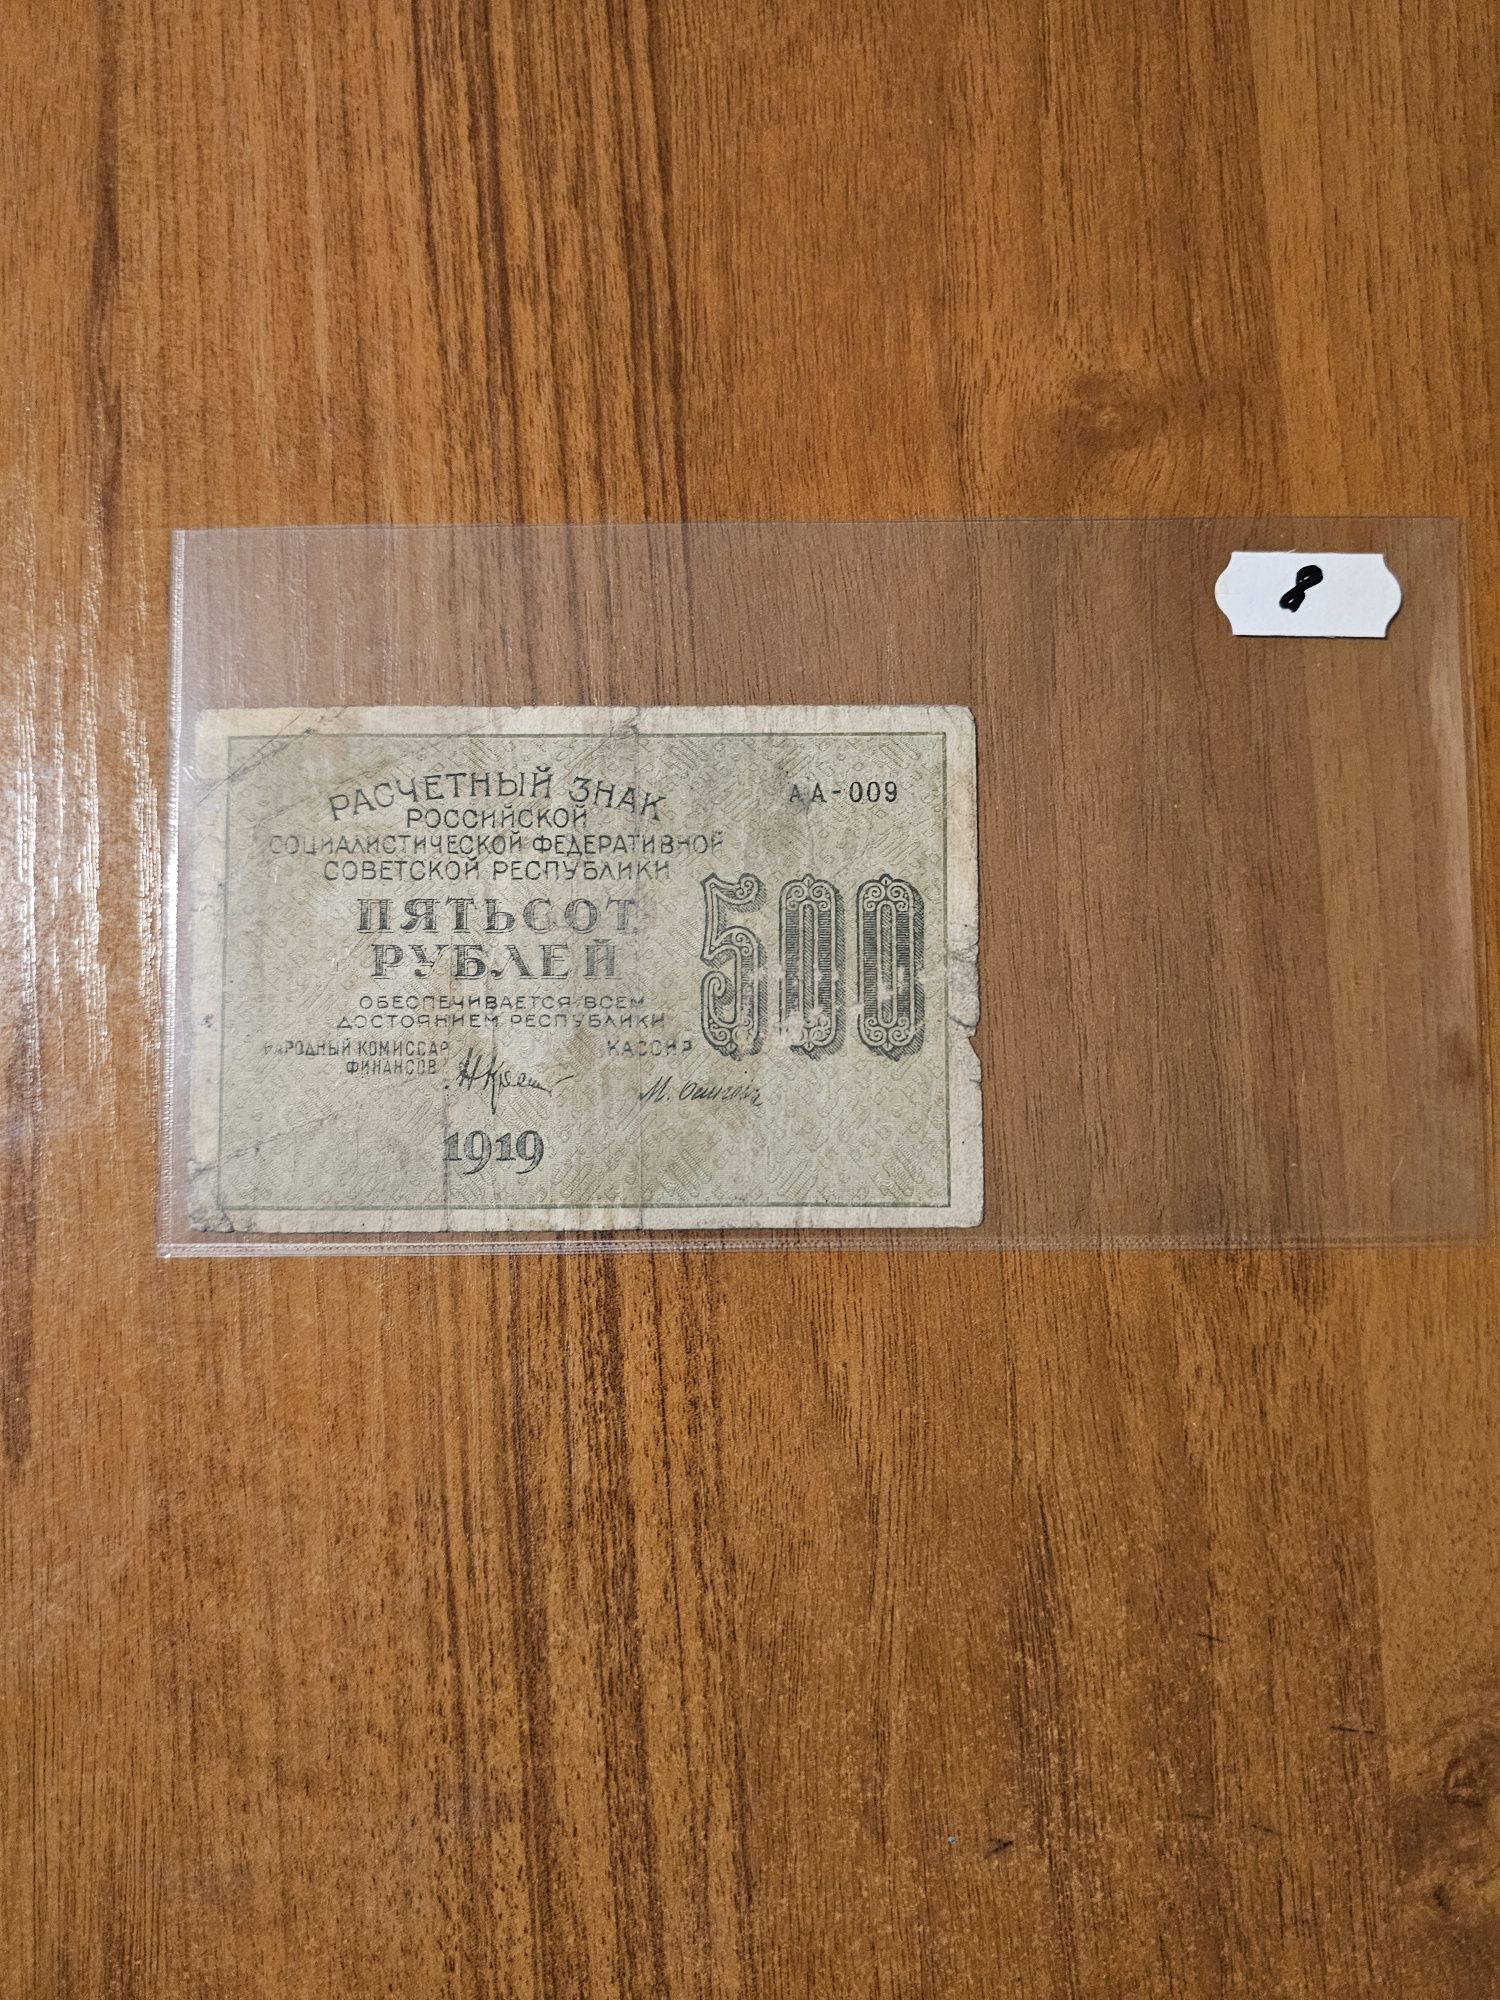 8
РАСЧЕТНЫЙ ЗНАК
РОССИЙСКОЙ
СОЦИАЛИСТИЧЕСКОЙ ФЕДЕРАТИВНОЙ
СОВЕТСКОЙ РЕСПУБЛИКИ
АА-009
ПЯТЬСОТ
РУБЛЕЙ
500
ОБЕСПЕЧИВАЕТСЯ ВСЕМ
ДОСТОЯНИЕМ РЕСПУБЛИКИ
НАРОДНЫЙ КОМИССАР
ФИНАНСОВ
КАССИР
1919